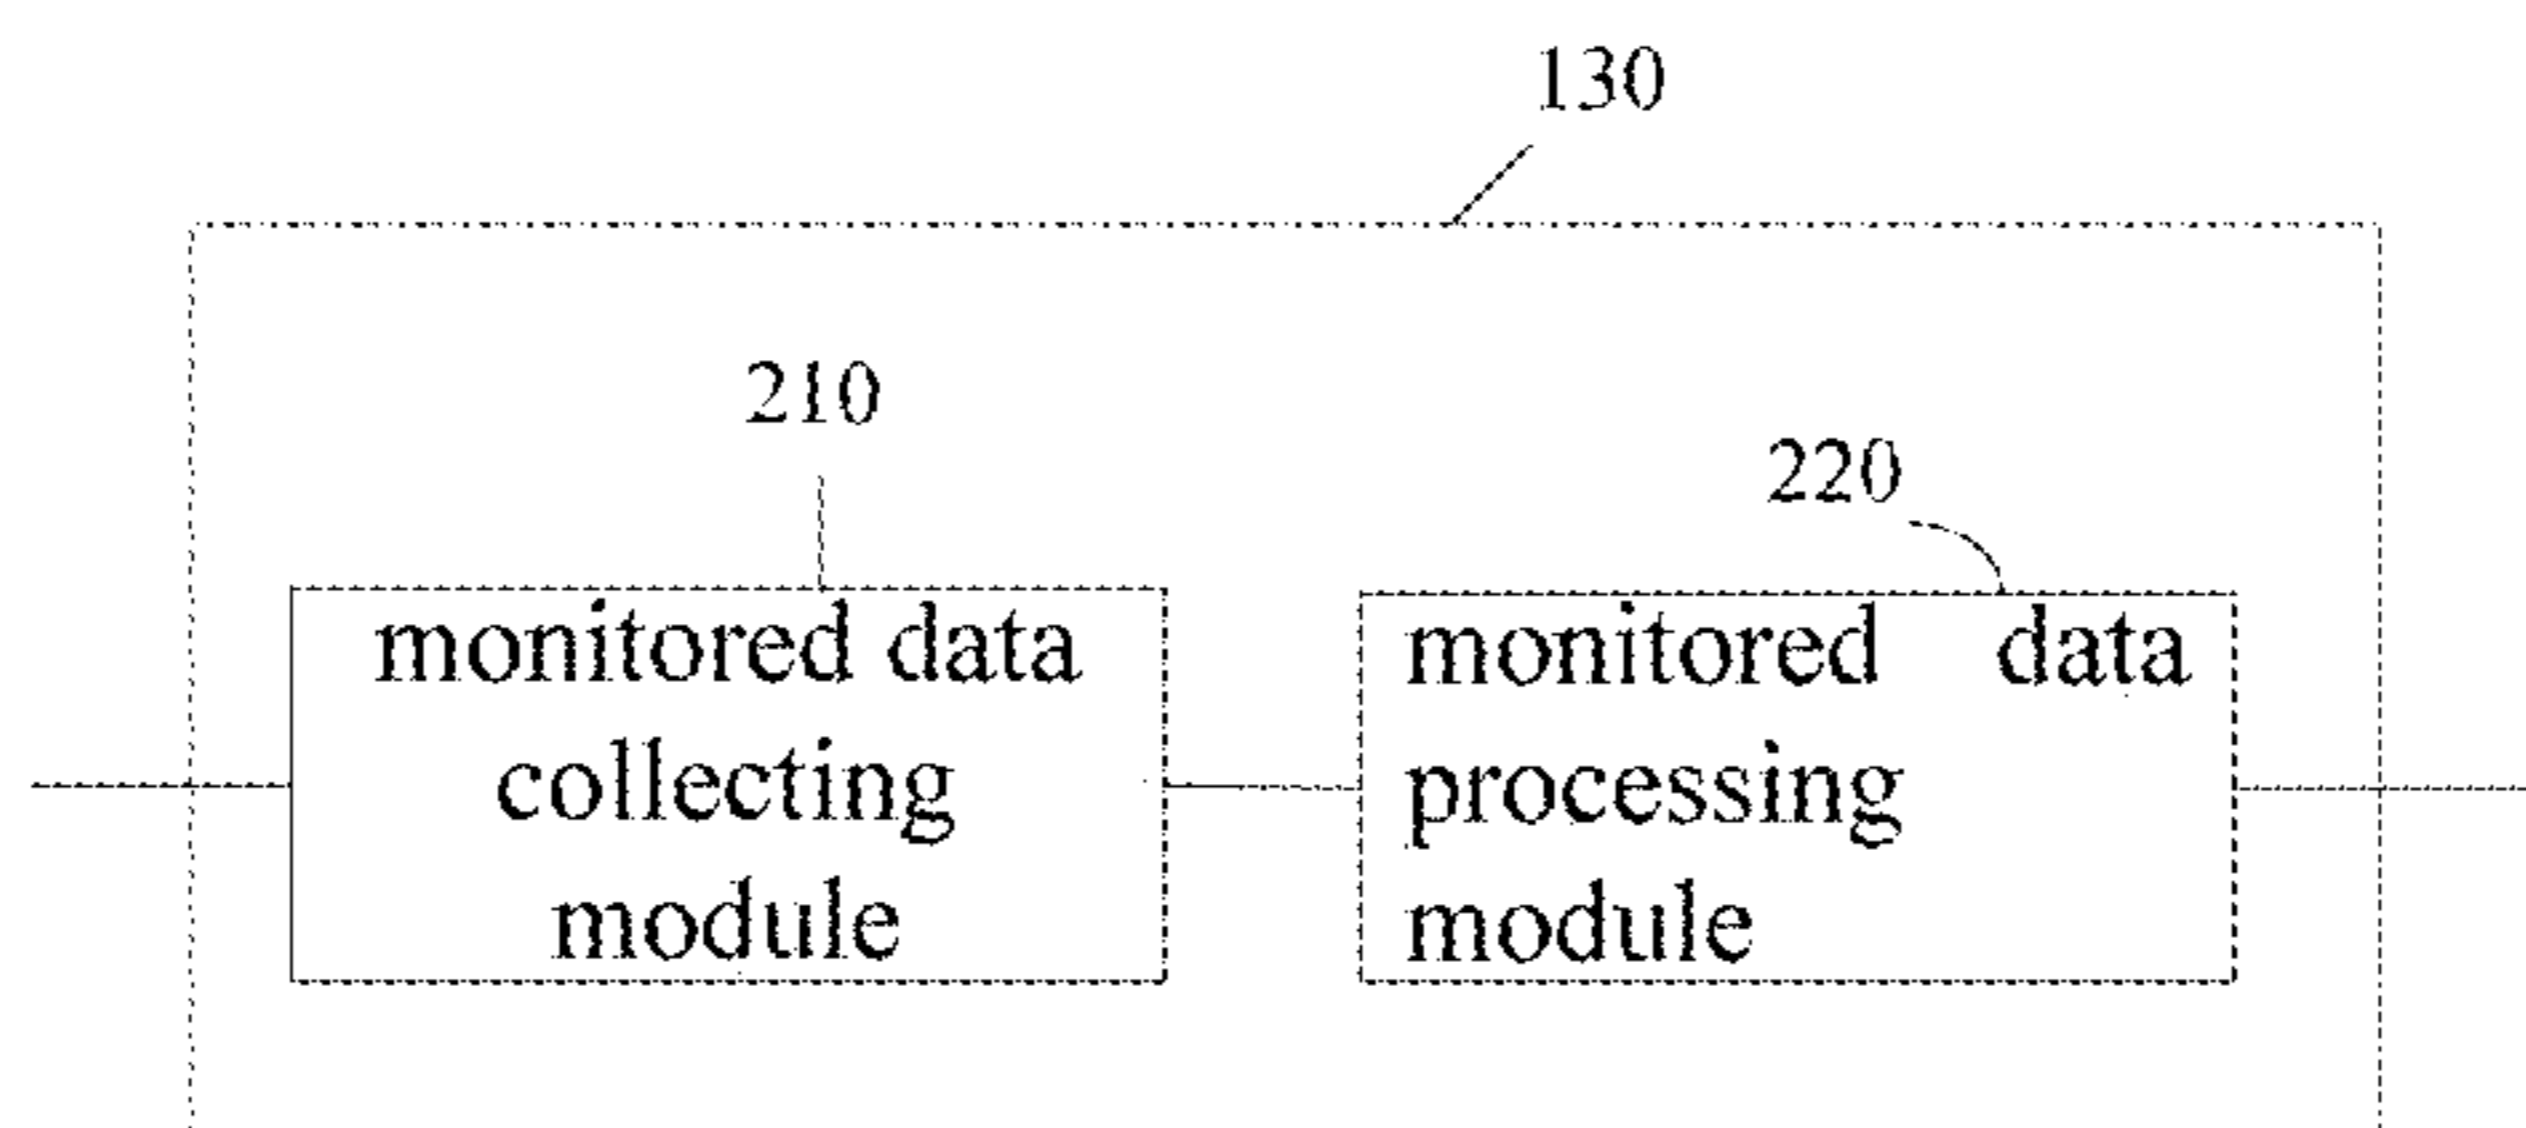 130
210
220
monitored data
collecting
module
monitored data
processing
module